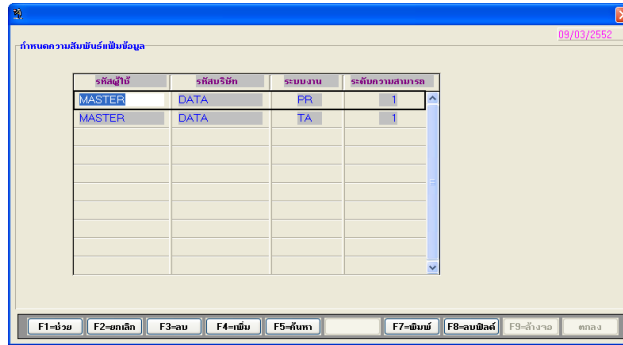 09/03/2552
กำหนดความสัมพันธ์แฟ้มข้อมูล
รหัสผู้ใช้ รหัสบริษัท ระบบงาน ระดับความสามารถ
MASTER DATA PR 1
MASTER DATA TA 1
F1=ช่วย F2=ยกเลิก F3=ลบ F4=เพิ่ม F5=ค้นหา F7=พิมพ์ F8=ลบฟิลด์ F9=ล้างจอ ตกลง